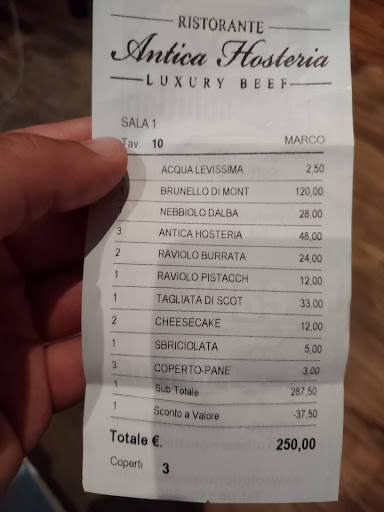 RISTORANTE
Antica Hosteria
LUXURY BEEF
SALA 1
Tav 10 MARCO
ACQUA LEVISSIMA 2,50
1 BRUNELLO DI MONT 120,00
NEBBIOLO DALBA 28,00
3 ANTICA HOSTERIA 48,00
2 RAVIOLO BURRATA 24,00
1 RAVIOLO PISTACCH 12,00
1 TAGLIATA DI SCOT 33,00
2 CHEESECAKE 12,00
1 SBRICIOLATA 5,00
3 COPERTO-PANE 3,00
1 Sub Totale 287,50
1 Sconto a Valore -37,50
Totale €. 250,00
Coperti 3